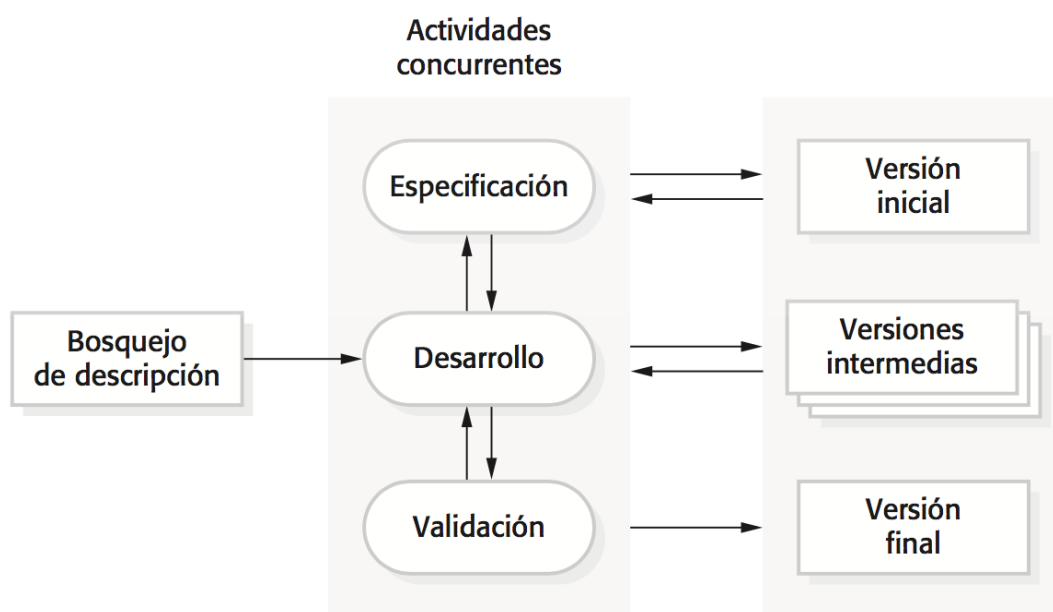 Actividades
concurrentes
Especificación
Versión
inicial
Bosquejo
de descripción
Desarrollo
Versiones
intermedias
Validación
Versión
final